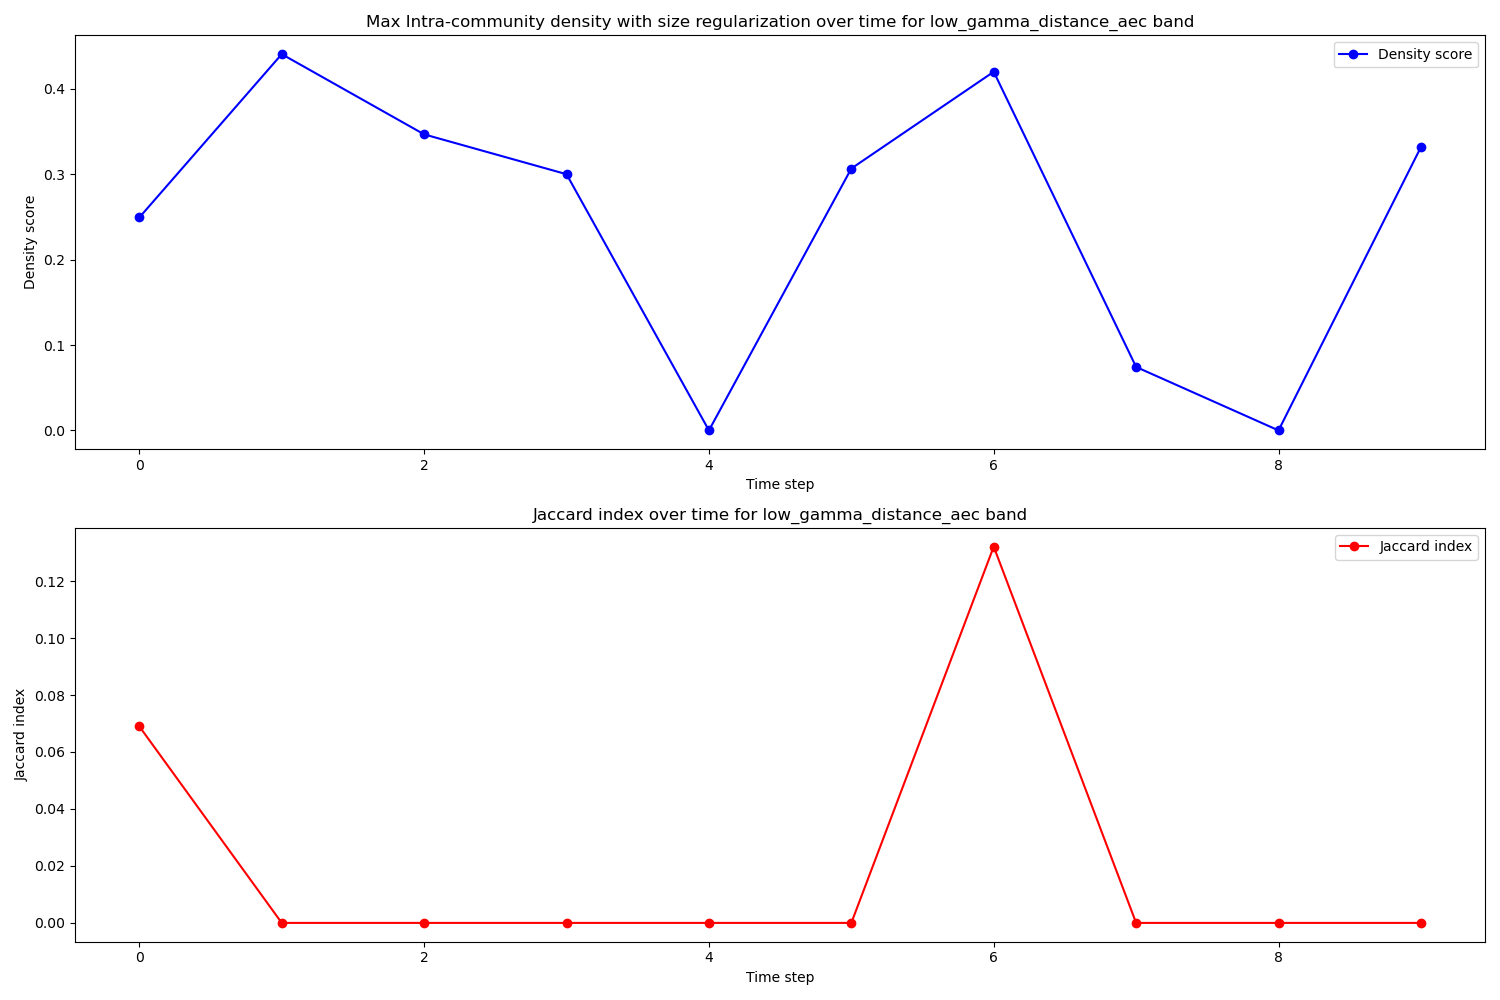 Max Intra-community density with size regularization over time for low_gamma_distance_aec band
Density score
0.4
0.3
0.2
0.1
0.0
Density score
0 2 4 6 8
Time step
Jaccard index over time for low_gamma_distance_aec band
Jaccard index
0.12
0.10
0.08
0.06
0.04
0.02
0.00
Jaccard index
0 2 4 6 8
Time step